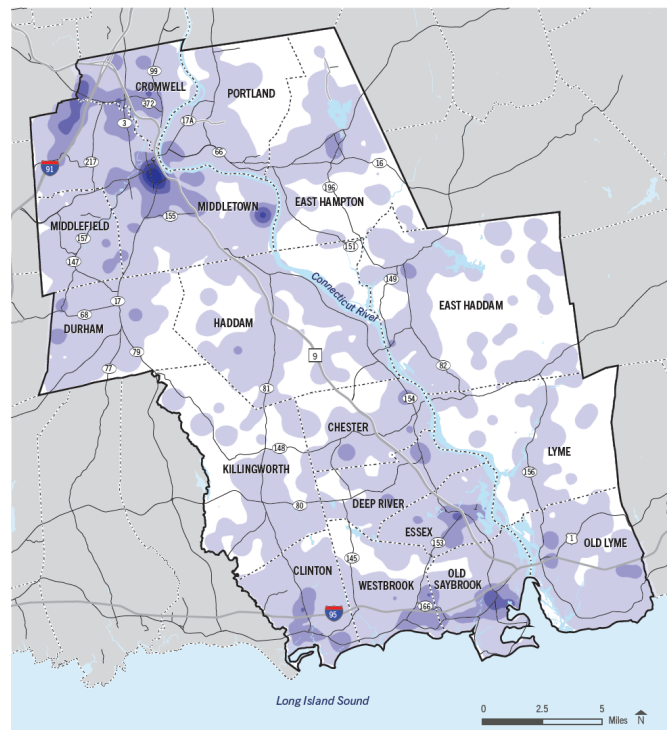 99
CROMWELL
372
PORTLAND
3
17A
66
91
217
16
196
MIDDLETOWN
EAST HAMPTON
155
MIDDLEFIELD
157
151
147
149
Connecticut River
EAST HADDAM
17
68
DURHAM
HADDAM
9
79
77
82
81
154
CHESTER
148
LYME
KILLINGWORTH
156
80
DEEP RIVER
ESSEX
153
1
OLD LYME
145
CLINTON
WESTBROOK
OLD
SAYBROOK
166
95
Long Island Sound
0 2.5 5
Miles N